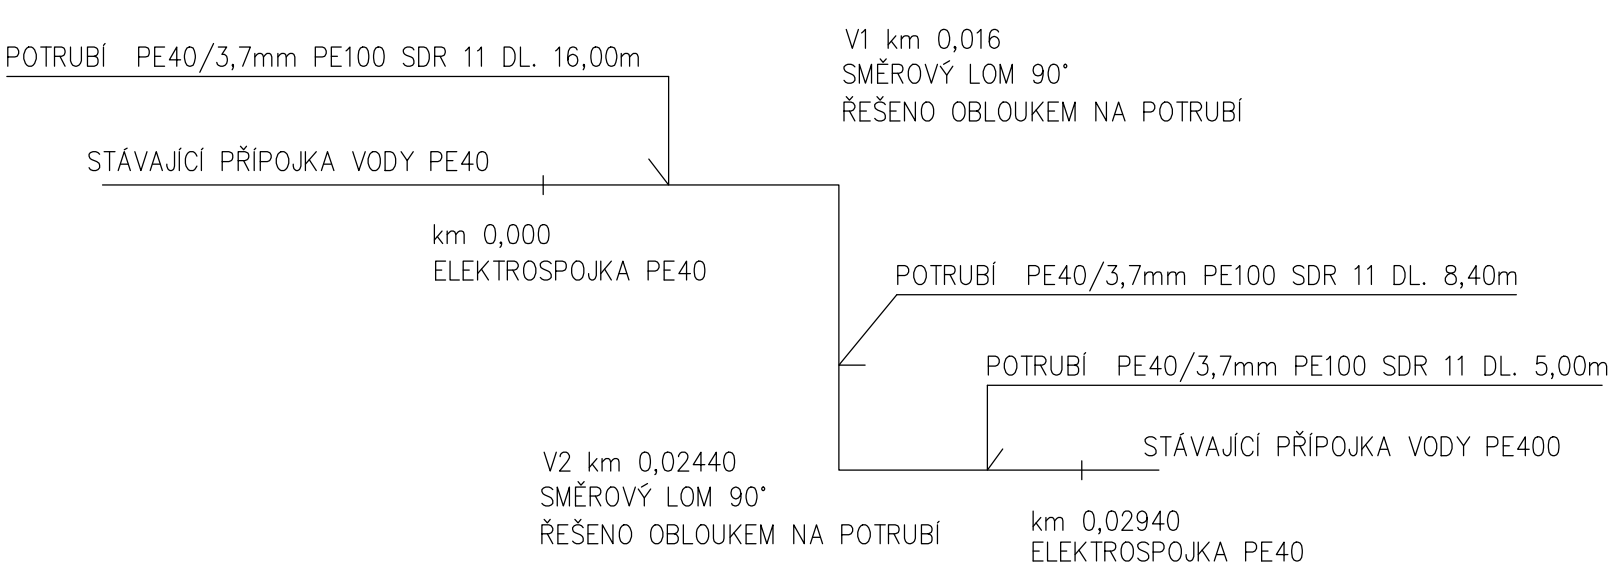 POTRUBÍ PE40/3,7mm PE100 SDR 11 DL. 16,00m
V1 km 0,016
SMĚROVÝ LOM 90°
ŘEŠENO OBLOUKEM NA POTRUBÍ
STÁVAJÍCÍ PŘÍPOJKA VODY PE40
km 0,000
ELEKTROSPOJKA PE40
POTRUBÍ PE40/3,7mm PE100 SDR 11 DL. 8,40m
POTRUBÍ PE40/3,7mm PE100 SDR 11 DL. 5,00m
STÁVAJÍCÍ PŘÍPOJKA VODY PE400
V2 km 0,02440
SMĚROVÝ LOM 90°
ŘEŠENO OBLOUKEM NA POTRUBÍ
km 0,02940
ELEKTROSPOJKA PE40